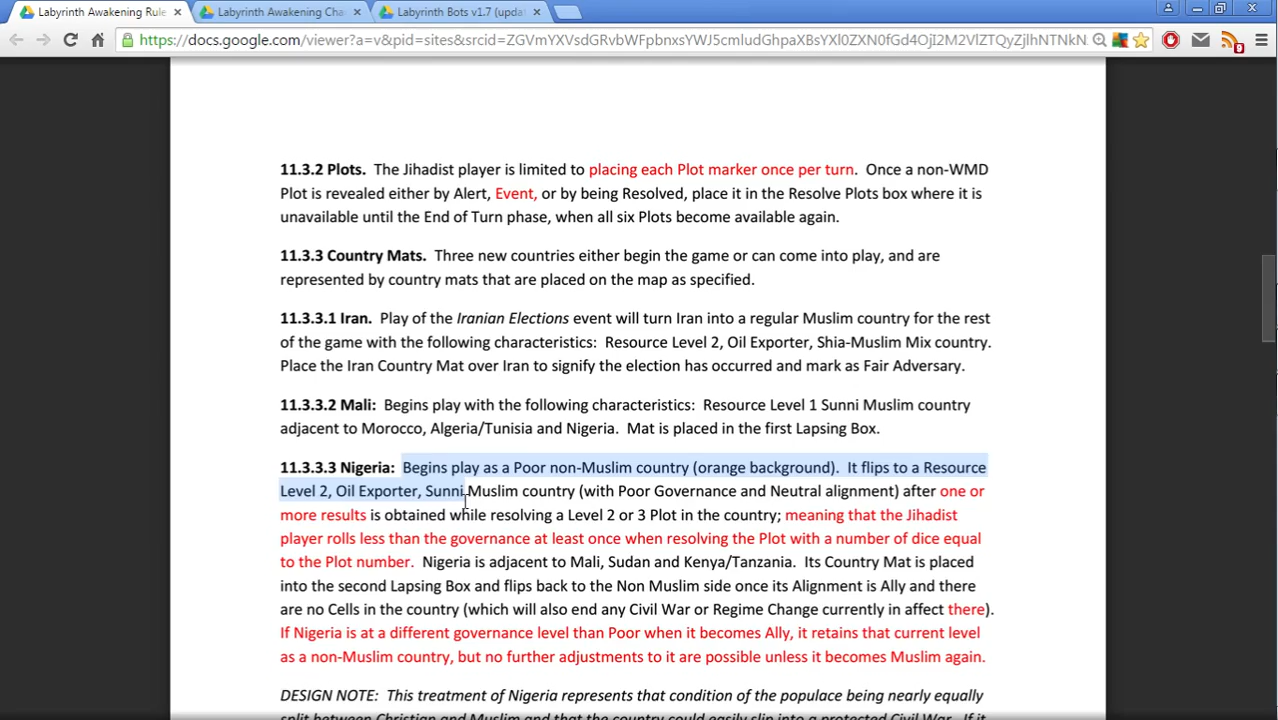 Labyrinth Awakening Rule
Labyrinth Awakening Cha
Labyrinth Bots v1.7 (upda
https://docs.google.com/viewer?a=v&pid=sites&srcid=
11.3.2 Plots. The Jihadist player is limited to placing each Plot marker once per turn. Once a non-WMD
Plot is revealed either by Alert, Event, or by being Resolved, place it in the Resolve Plots box where it is
unavailable until the End of Turn phase, when all six Plots become available again.
11.3.3 Country Mats. Three new countries either begin the game or can come into play, and are
represented by country mats that are placed on the map as specified.
11.3.3.1 Iran. Play of the Iranian Elections event will turn Iran into a regular Muslim country for the rest
of the game with the following characteristics: Resource Level 2, Oil Exporter, Shia-Muslim Mix country.
Place the Iran Country Mat over Iran to signify the election has occurred and mark as Fair Adversary.
11.3.3.2 Mali: Begins play with the following characteristics: Resource Level 1 Sunni Muslim country
adjacent to Morocco, Algeria/Tunisia and Nigeria. Mat is placed in the first Lapsing Box.
11.3.3.3 Nigeria: Begins play as a Poor non-Muslim country (orange background). It flips to a Resource
Level 2, Oil Exporter, Sunni Muslim country (with Poor Governance and Neutral alignment) after one or
more results is obtained while resolving a Level 2 or 3 Plot in the country; meaning that the Jihadist
player rolls less than the governance at least once when resolving the Plot with a number of dice equal
to the Plot number. Nigeria is adjacent to Mali, Sudan and Kenya/Tanzania. Its Country Mat is placed
into the second Lapsing Box and flips back to the Non Muslim side once its Alignment is Ally and there
are no Cells in the country (which will also end any Civil War or Regime Change currently in affect there).
If Nigeria is at a different governance level than Poor when it becomes Ally, it retains that current level
as a non-Muslim country, but no further adjustments to it are possible unless it becomes Muslim again.
DESIGN NOTE: This treatment of Nigeria represents that condition of the populace being nearly equally
split between Christian and Muslim and that the country could easily slip into a protected Civil War. If it